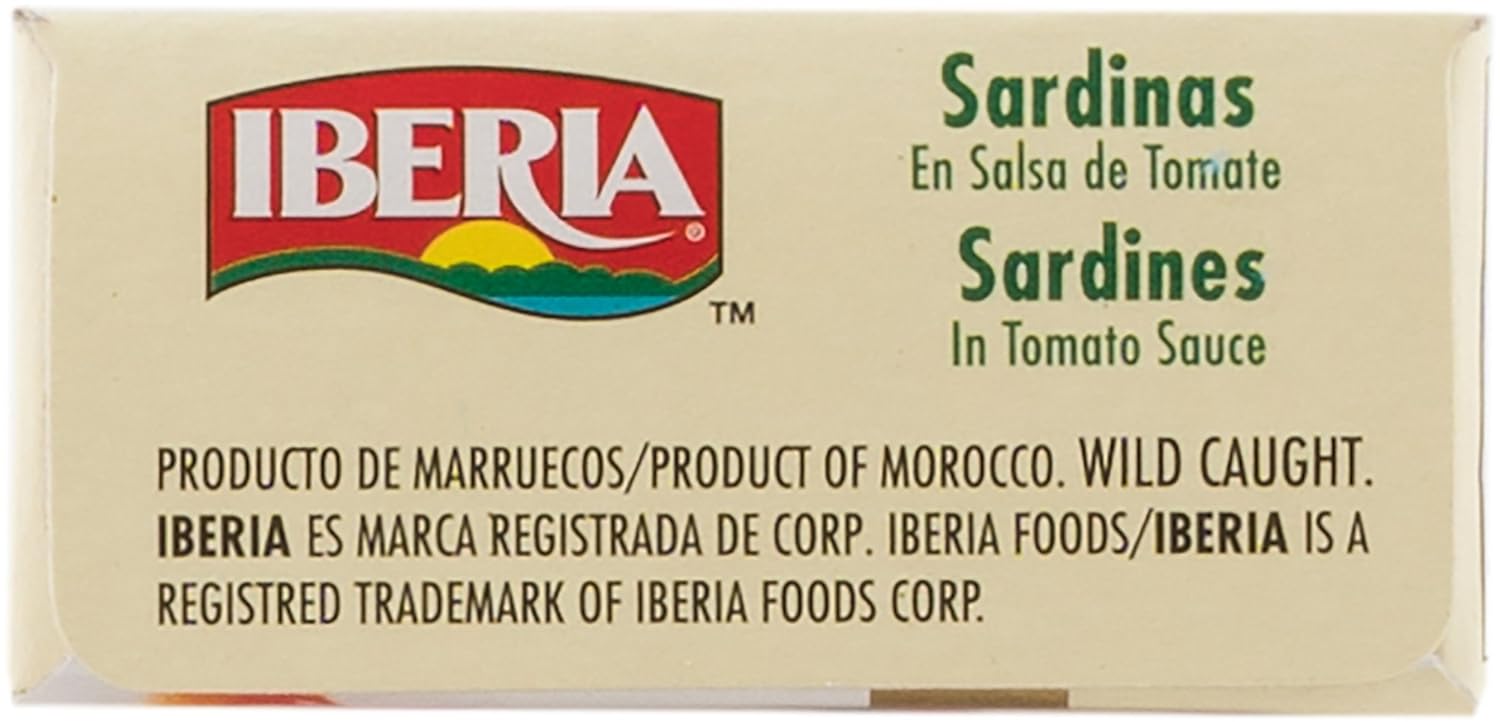 IBERIA®
TM
Sardinas
En Salsa de Tomate
Sardines
In Tomato Sauce
PRODUCTO DE MARRUECOS/PRODUCT OF MOROCCO. WILD CAUGHT.
IBERIA ES MARCA REGISTRADA DE CORP. IBERIA FOODS/IBERIA IS A
REGISTRED TRADEMARK OF IBERIA FOODS CORP.